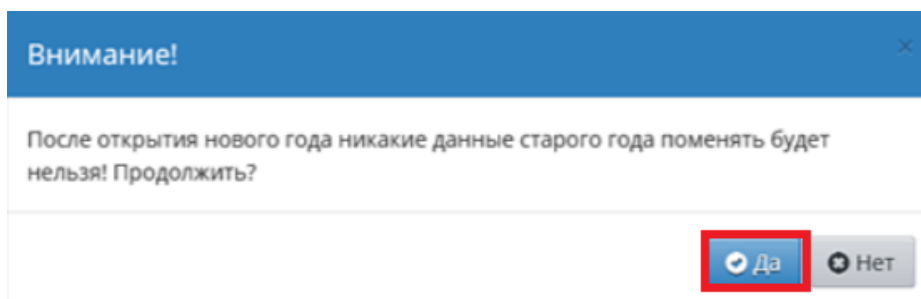 Внимание!
После открытия нового года никакие данные старого года поменять будет
нельзя! Продолжить?
Да Нет